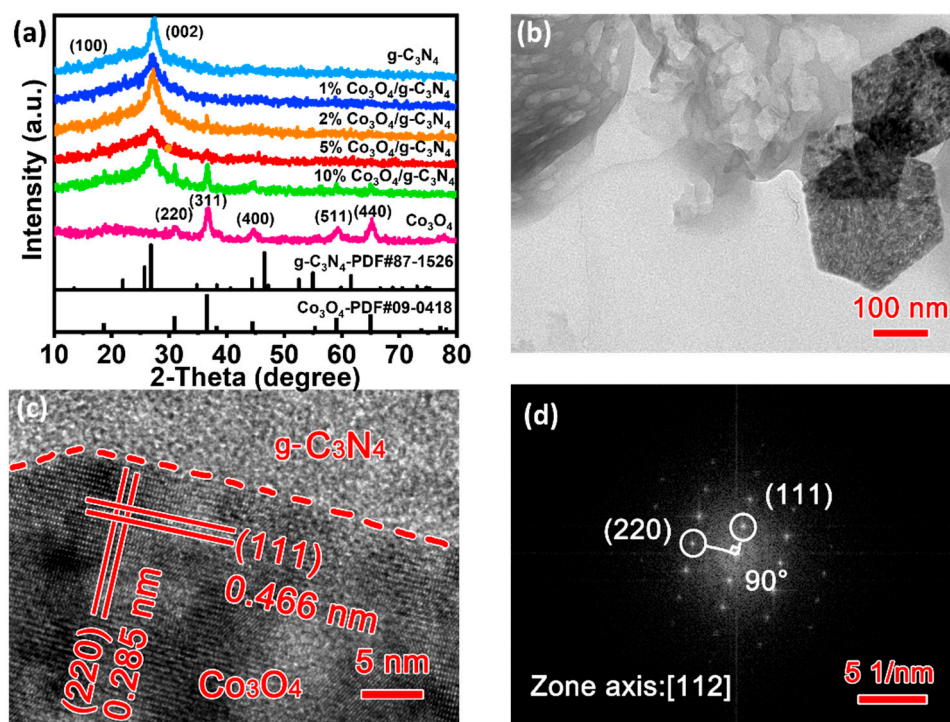 (a)
(100)
(002)
g-C₃N₄
1% Co₃O₄/g-C₃N₄
2% Co₃O₄/g-C₃N₄
5% Co₃O₄/g-C₃N₄
10% Co₃O₄/g-C₃N₄
(220)
(311)
(400)
(511)
(440)
Co₃O₄
g-C₃N₄-PDF#87-1526
Co₃O₄-PDF#09-0418
Intensity (a.u.)
10 20 30 40 50 60 70 80
2-Theta (degree)
(b)
100 nm
(c)
g-C₃N₄
(111)
0.466 nm
(220)
0.285 nm
Co₃O₄
5 nm
(d)
(111)
(220)
90°
Zone axis:[112]
5 1/nm